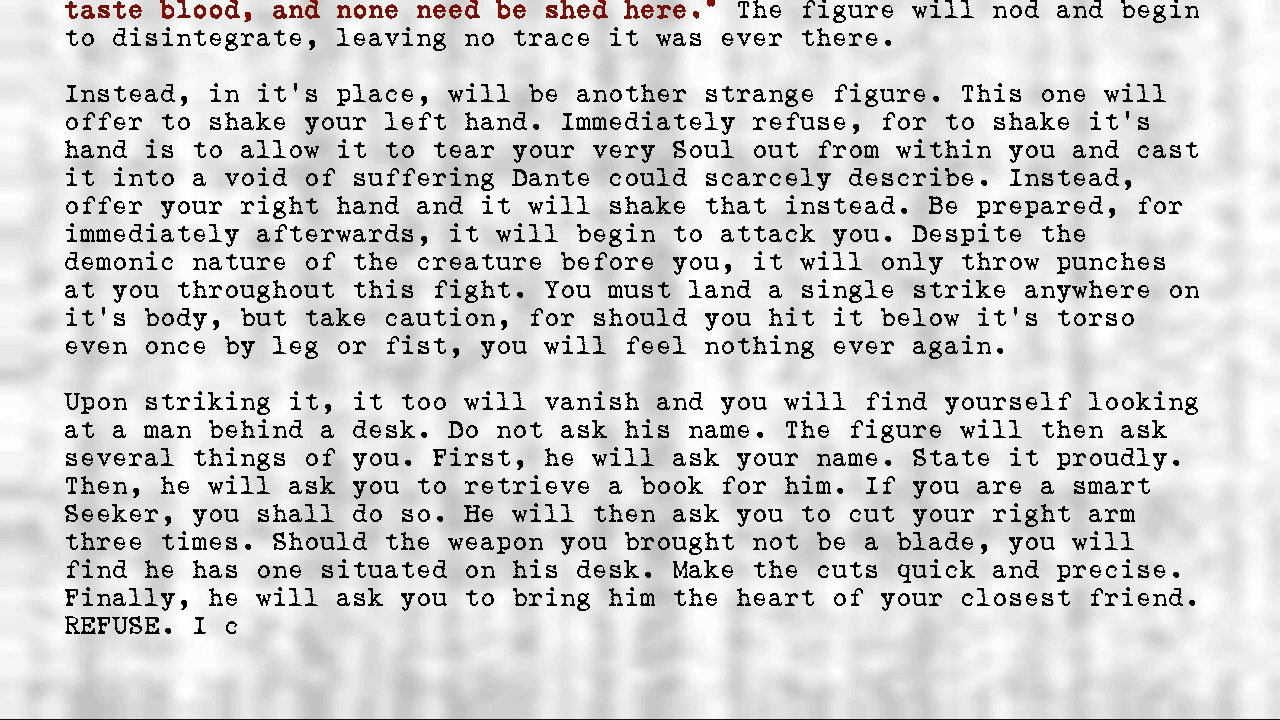 taste blood, and none need be shed here." The figure will nod and begin
to disintegrate, leaving no trace it was ever there.
Instead, in it's place, will be another strange figure. This one will
offer to shake your left hand. Immediately refuse, for to shake it's
hand is to allow it to tear your very Soul out from within you and cast
it into a void of suffering Dante could scarcely describe. Instead,
offer your right hand and it will shake that instead. Be prepared, for
immediately afterwards, it will begin to attack you. Despite the
demonic nature of the creature before you, it will only throw punches
at you throughout this fight. You must land a single strike anywhere on
it's body, but take caution, for should you hit it below it's torso
even once by leg or fist, you will feel nothing ever again.
Upon striking it, it too will vanish and you will find yourself looking
at a man behind a desk. Do not ask his name. The figure will then ask
several things of you. First, he will ask your name. State it proudly.
Then, he will ask you to retrieve a book for him. If you are a smart
Seeker, you shall do so. He will then ask you to cut your right arm
three times. Should the weapon you brought not be a blade, you will
find he has one situated on his desk. Make the cuts quick and precise.
Finally, he will ask you to bring him the heart of your closest friend.
REFUSE. I c